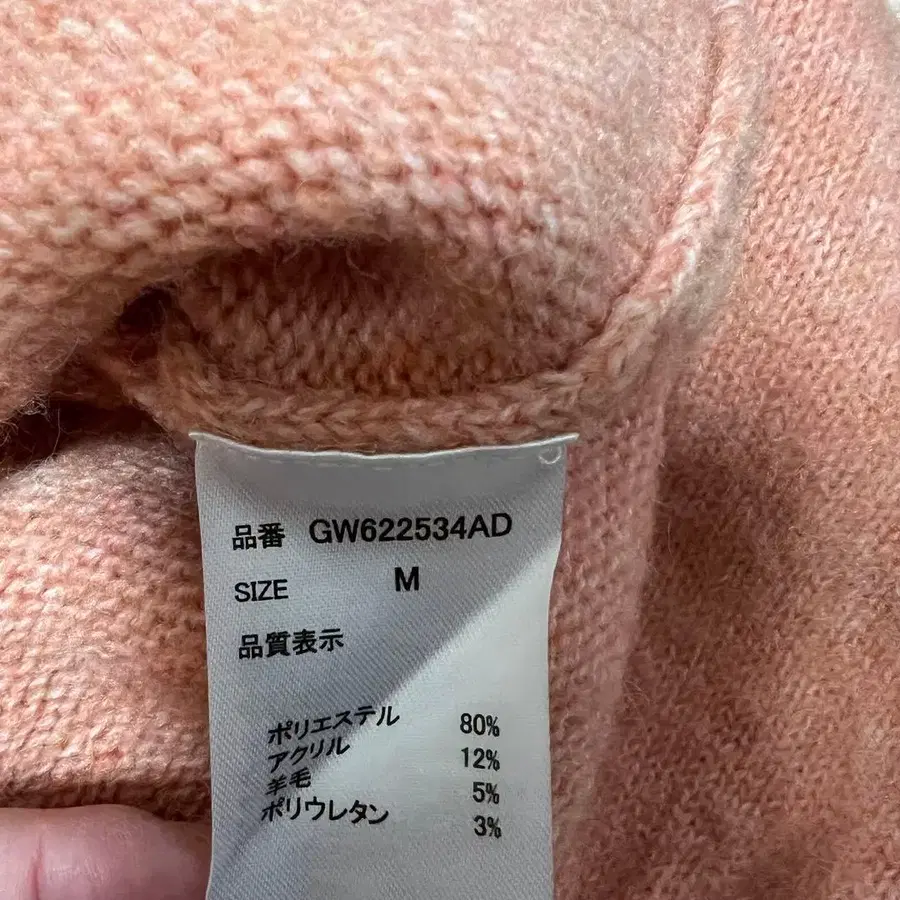 品番 GW622534AD
SIZE M
品質表示
ポリエステル 80%
アクリル 12%
羊毛 5%
ポリウレタン 3%